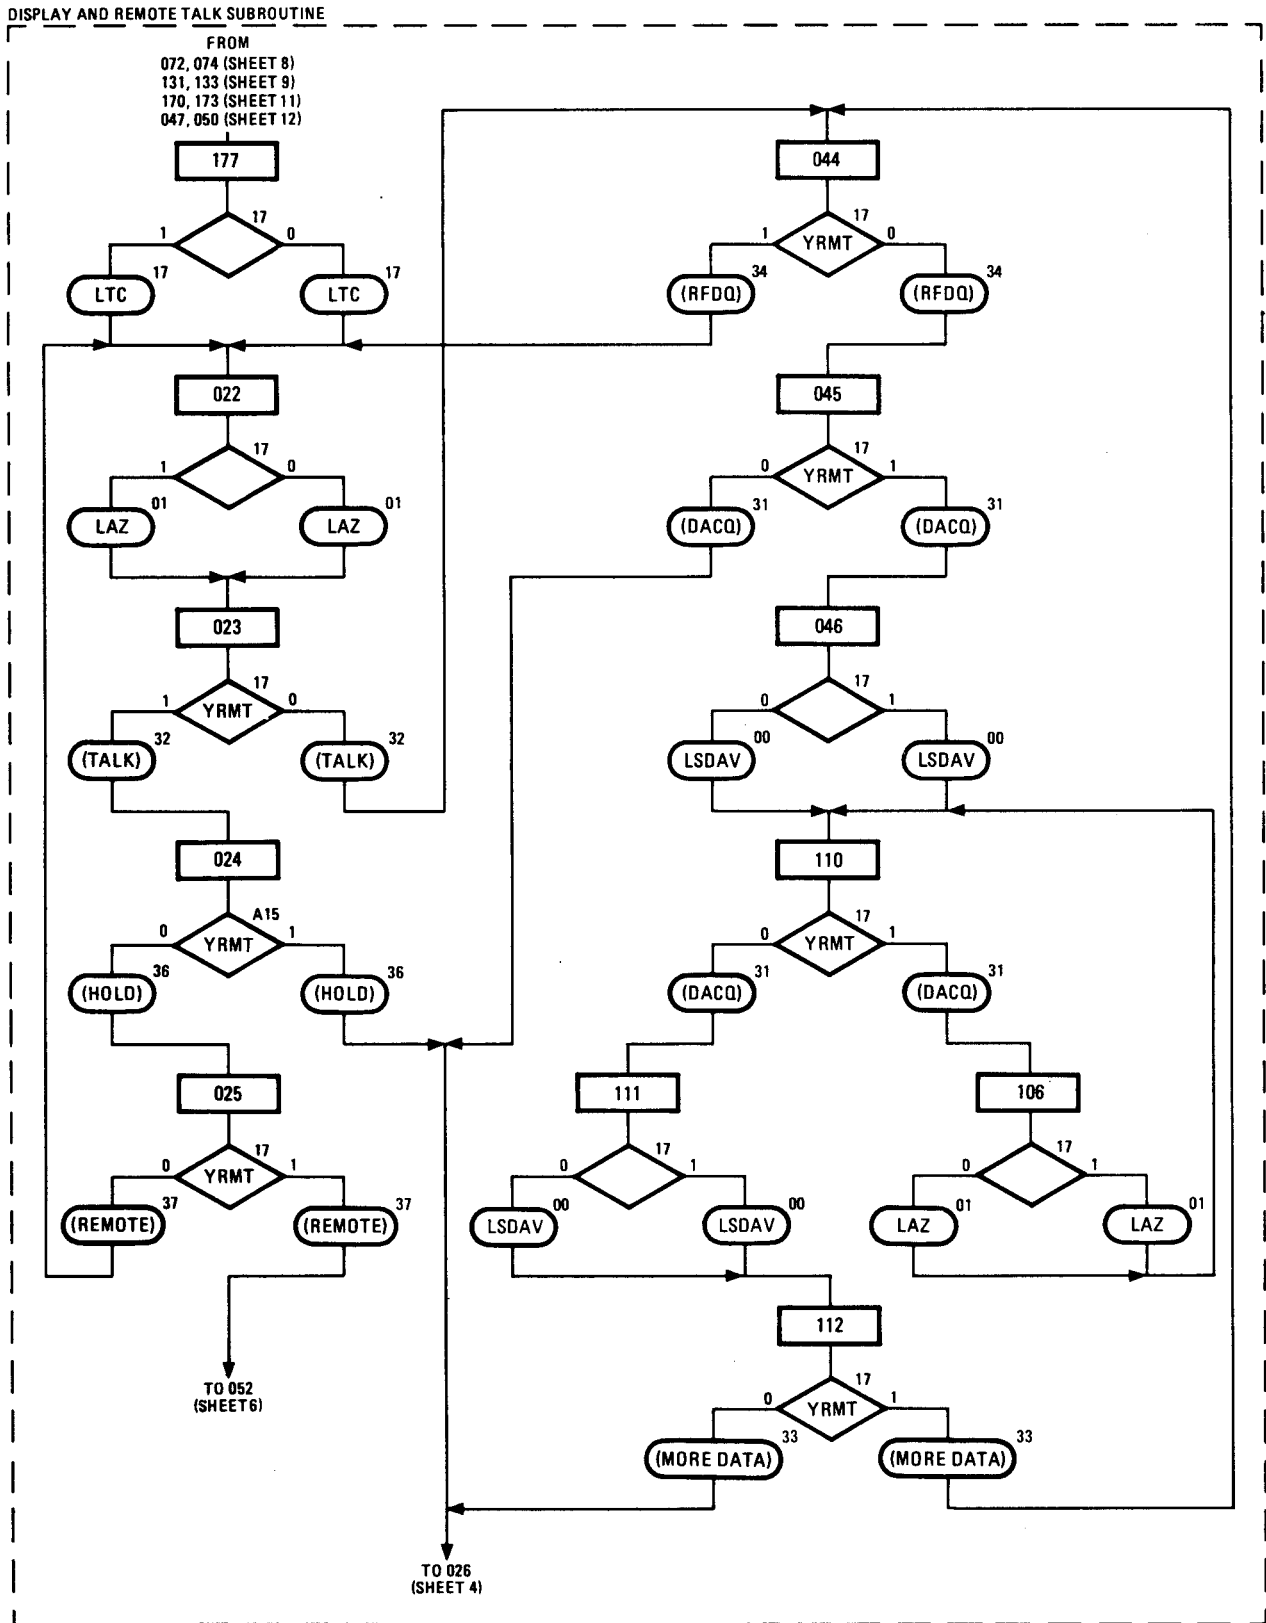 DISPLAY AND REMOTE TALK SUBROUTINE
FROM
072, 074 (SHEET 8)
131, 133 (SHEET 9)
170, 173 (SHEET 11)
047, 050 (SHEET 12)
177
17
1 0
LTC 17
LTC 17
022
17
1 0
LAZ 01
LAZ 01
023
17
1 YRMT 0
(TALK) 32
(TALK) 32
024
A15
0 YRMT 1
(HOLD) 36
(HOLD) 36
025
17
0 YRMT 1
(REMOTE) 37
(REMOTE) 37
TO 052
(SHEET 6)
044
17
1 YRMT 0
(RFDQ) 34
(RFDQ) 34
045
17
0 YRMT 1
(DACQ) 31
(DACQ) 31
046
17
0 1
LSDAV 00
LSDAV 00
110
17
0 YRMT 1
(DACQ) 31
(DACQ) 31
111
17
0 1
LSDAV 00
LSDAV 00
106
17
0 1
LAZ 01
LAZ 01
112
17
0 YRMT 1
(MORE DATA) 33
(MORE DATA) 33
TO 026
(SHEET 4)